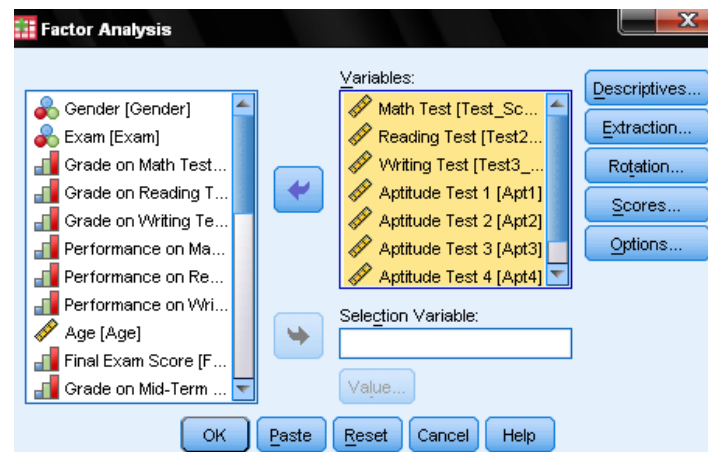 Factor Analysis
Variables:
Gender [Gender]
Exam [Exam]
Grade on Math Test...
Grade on Reading T...
Grade on Writing Te...
Performance on Ma...
Performance on Re...
Performance on Wri...
Age [Age]
Final Exam Score [F...
Grade on Mid-Term ...
Math Test [Test_Sc...
Reading Test [Test2...
Writing Test [Test3_...
Aptitude Test 1 [Apt1]
Aptitude Test 2 [Apt2]
Aptitude Test 3 [Apt3]
Aptitude Test 4 [Apt4]
Selection Variable:
Value...
Descriptives...
Extraction...
Rotation...
Scores...
Options...
OK Paste Reset Cancel Help